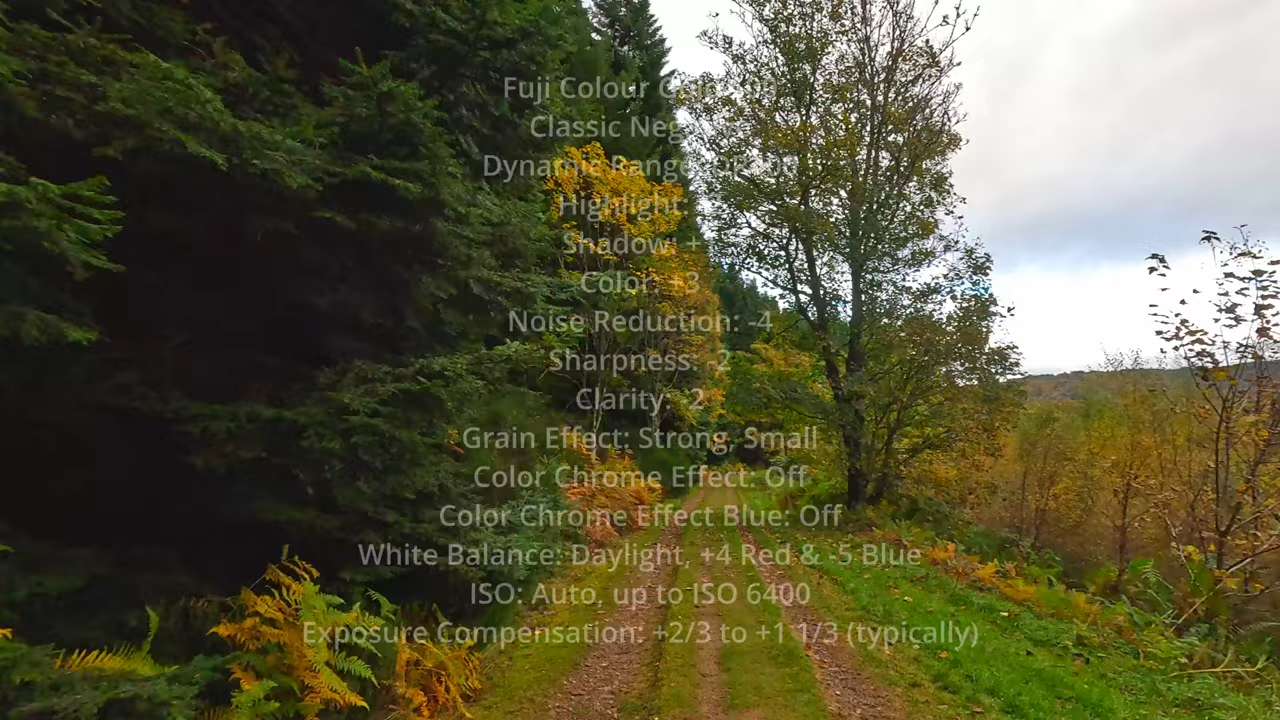 Fuji Colour
Classic Neg
Dynamic Range:
Highlight:
Shadow: +
Color: +3
Noise Reduction: -4
Sharpness: -2
Clarity: -2
Grain Effect: Strong, Small
Color Chrome Effect: Off
Color Chrome Effect Blue: Off
White Balance: Daylight, +4 Red & -5 Blue
ISO: Auto, up to ISO 6400
Exposure Compensation: +2/3 to +1 1/3 (typically)